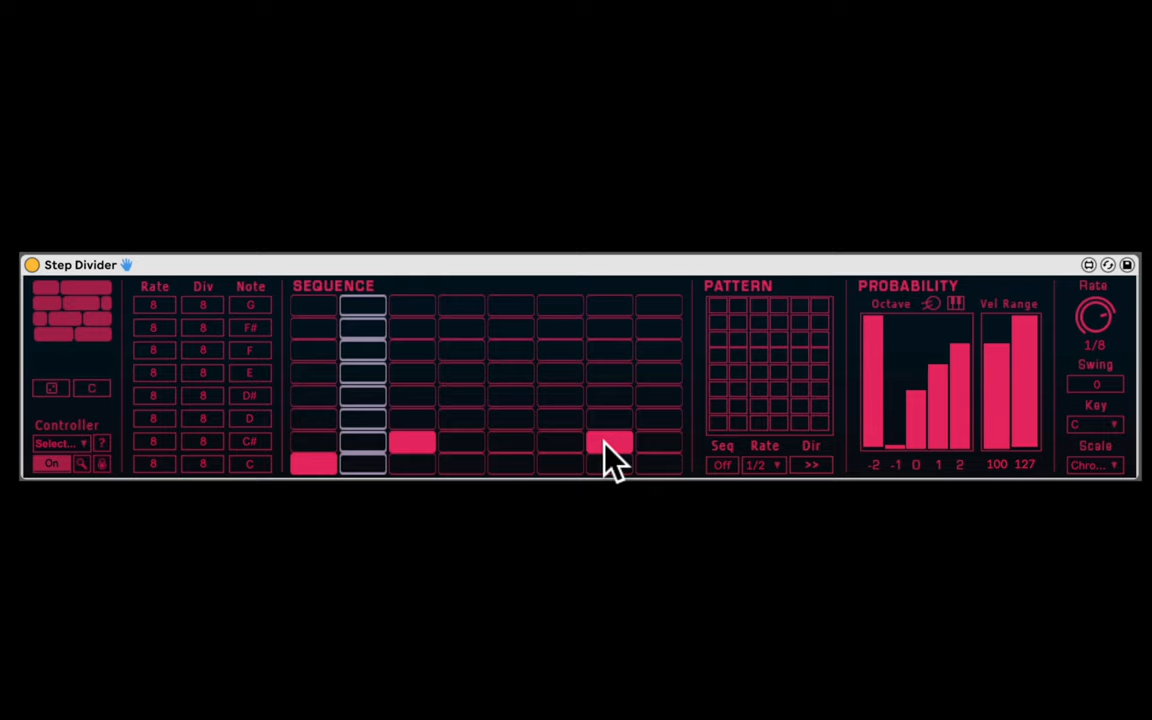 Step Divider
Rate Div Note SEQUENCE PATTERN PROBABILITY Rate
8 8 G Octave Vel Range
8 8 F#
8 8 F 1/8
8 8 E Swing
8 8 D# 0
Controller 8 8 D Key
Select... ? 8 8 C# Seq Rate Dir C
C
On 8 8 C Off 1/2 >> -2 -1 0 1 2 100 127 Scale
Chro...